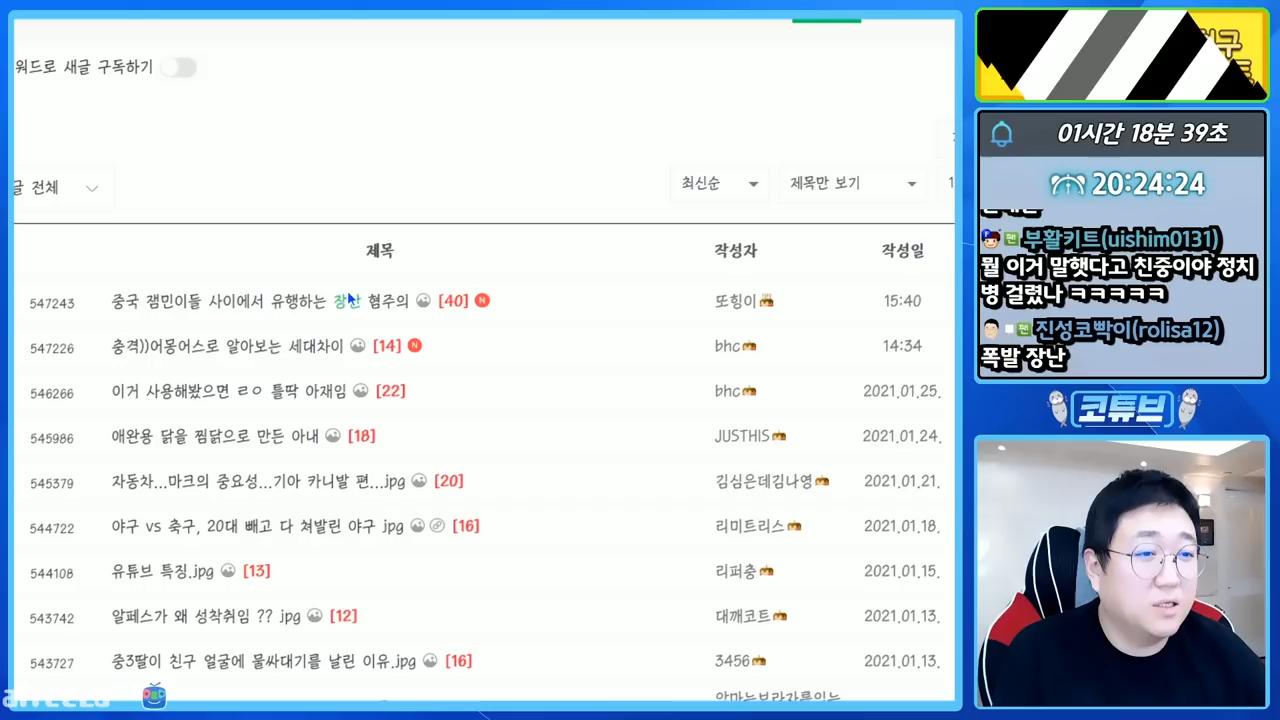 워드로 새글 구독하기
글 전체
최신순
제목만 보기
제목 작성자 작성일
547243 중국 잼민이들 사이에서 유행하는 장난 혐주의 [40] N 또힝이 15:40
547226 충격))어몽어스로 알아보는 세대차이 [14] N bhc 14:34
546266 이거 사용해봤으면 ㄹㅇ 틀딱 아재임 [22] bhc 2021.01.25.
545986 애완용 닭을 찜닭으로 만든 아내 [18] JUSTHIS 2021.01.24.
545379 자동차...마크의 중요성...기아 카니발 편...jpg [20] 김심은데김나영 2021.01.21.
544722 야구 vs 축구, 20대 빼고 다 쳐발린 야구 jpg [16] 리미트리스 2021.01.18.
544108 유튜브 특징.jpg [13] 리퍼충 2021.01.15.
543742 알페스가 왜 성착취임 ?? jpg [12] 대깨코트 2021.01.13.
543727 중3딸이 친구 얼굴에 물싸대기를 날린 이유.jpg [16] 3456 2021.01.13.
01시간 18분 39초
20:24:24
팬 부활키트(uishim0131)
뭘 이거 말햇다고 친중이야 정치
병 걸렸나 ㅋㅋㅋㅋㅋ
팬 진성코빡이(rolisa12)
폭발 장난
코튜브